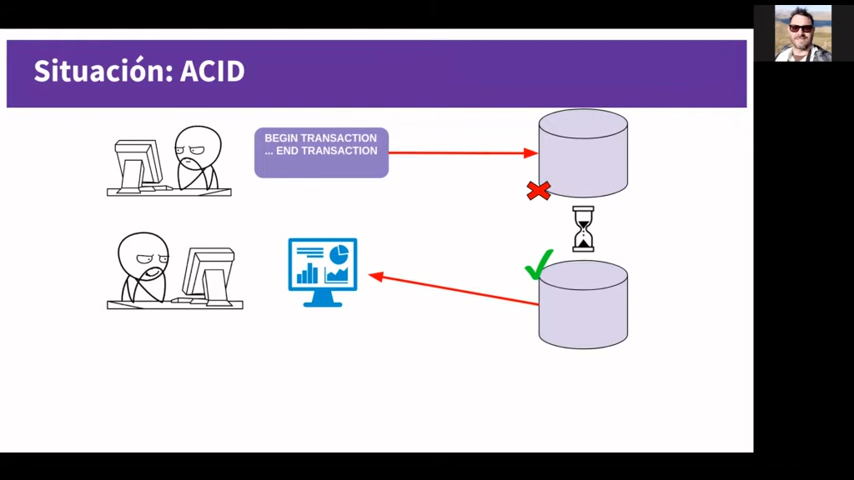 Situación: ACID
BEGIN TRANSACTION
... END TRANSACTION